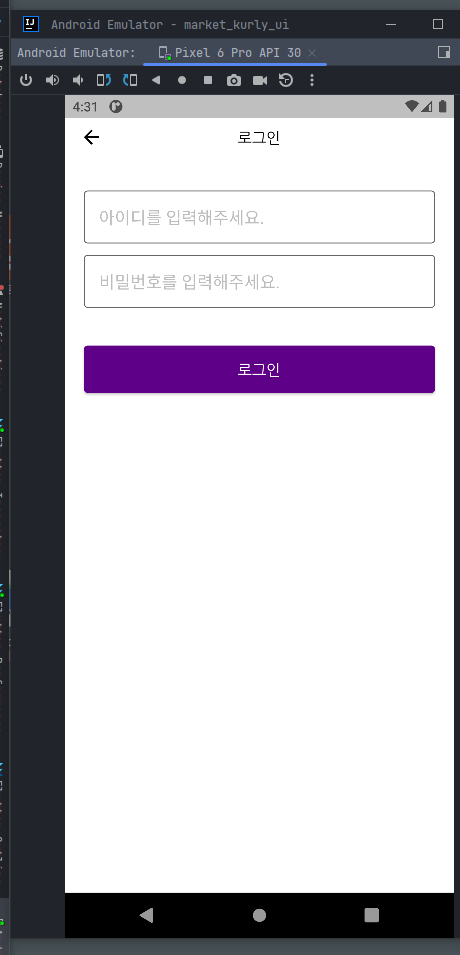 IJ Android Emulator - market_kurly_ui
Android Emulator: Pixel 6 Pro API 30
4:31
로그인
아이디를 입력해주세요.
비밀번호를 입력해주세요.
로그인